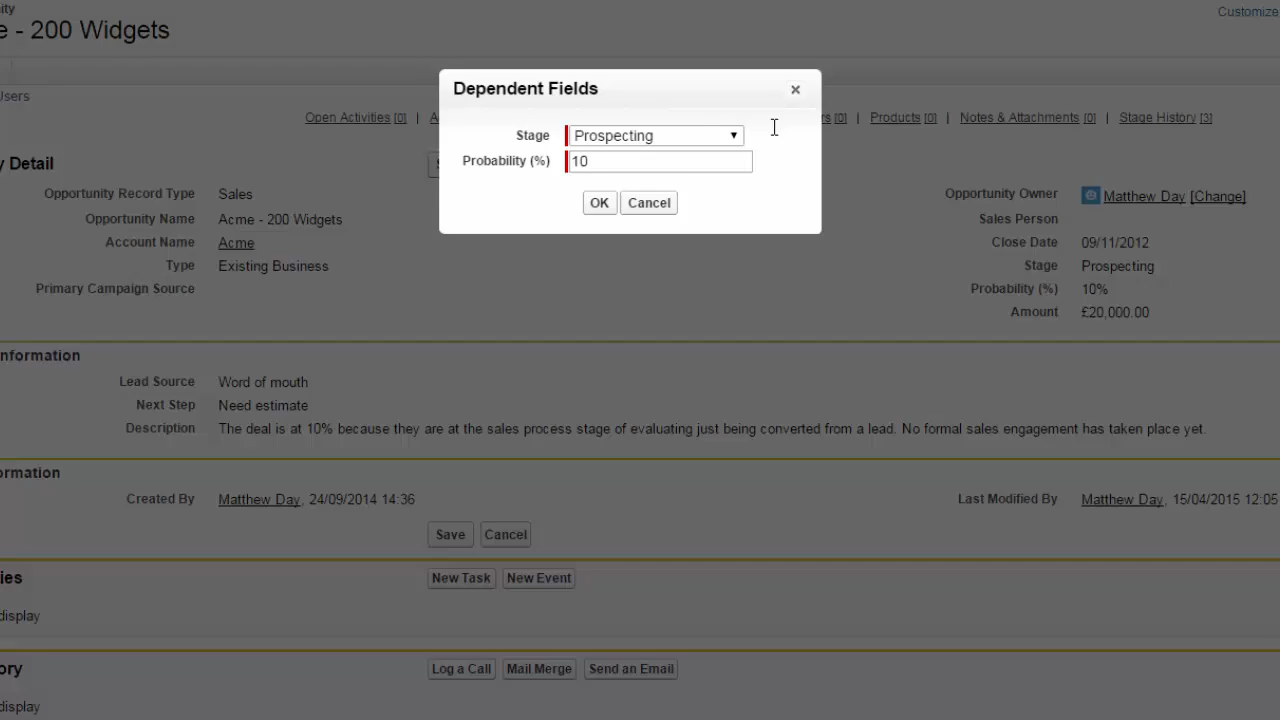 ity
Customize
e - 200 Widgets
Users
Open Activities [0] | A
rs [0] | Products [0] | Notes & Attachments [0] | Stage History [3]
Dependent Fields
Stage Prospecting
Probability (%) 10
OK Cancel
y Detail
Opportunity Record Type Sales
Opportunity Owner Matthew Day [Change]
Opportunity Name Acme - 200 Widgets
Sales Person
Account Name Acme
Close Date 09/11/2012
Type Existing Business
Stage Prospecting
Primary Campaign Source
Probability (%) 10%
Amount £20,000.00
nformation
Lead Source Word of mouth
Next Step Need estimate
Description The deal is at 10% because they are at the sales process stage of evaluating just being converted from a lead. No formal sales engagement has taken place yet.
ormation
Created By Matthew Day, 24/09/2014 14:36
Last Modified By Matthew Day, 15/04/2015 12:05
Save Cancel
ies
New Task New Event
display
ory
Log a Call Mail Merge Send an Email
display